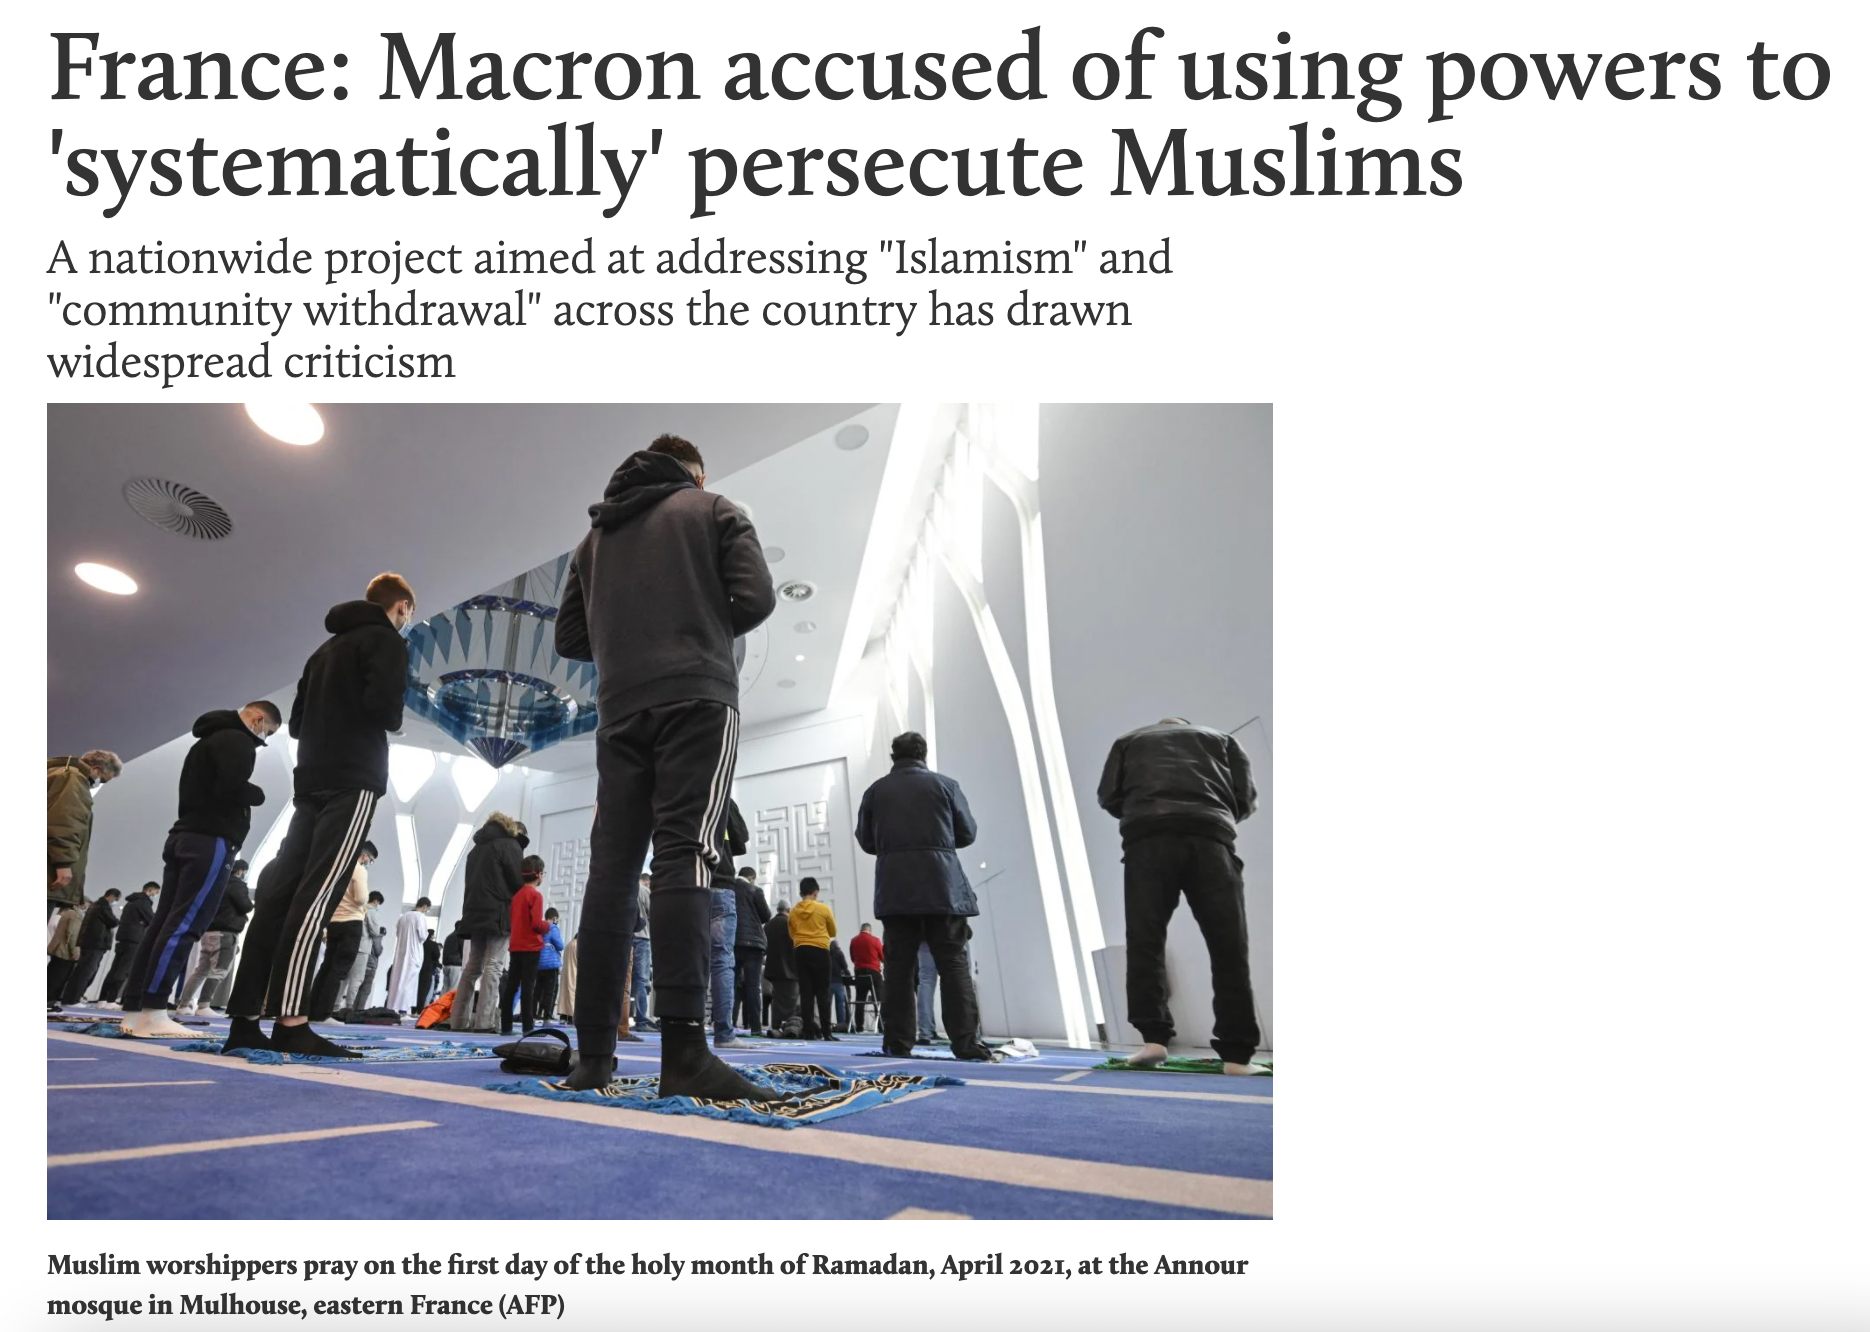 France: Macron accused of using powers to
'systematically' persecute Muslims
A nationwide project aimed at addressing "Islamism" and
"community withdrawal" across the country has drawn
widespread criticism
Muslim worshippers pray on the first day of the holy month of Ramadan, April 2021, at the Annour
mosque in Mulhouse, eastern France (AFP)